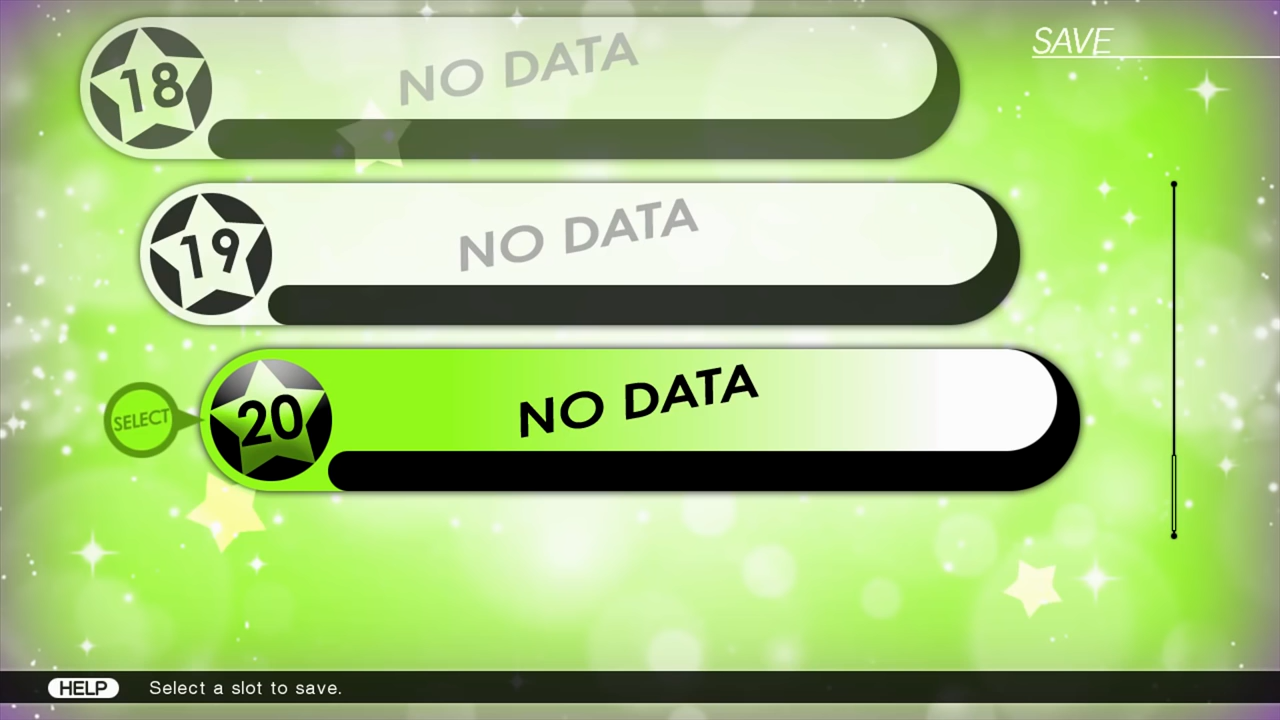 SAVE
18 NO DATA
19 NO DATA
SELECT 20 NO DATA
HELP Select a slot to save.